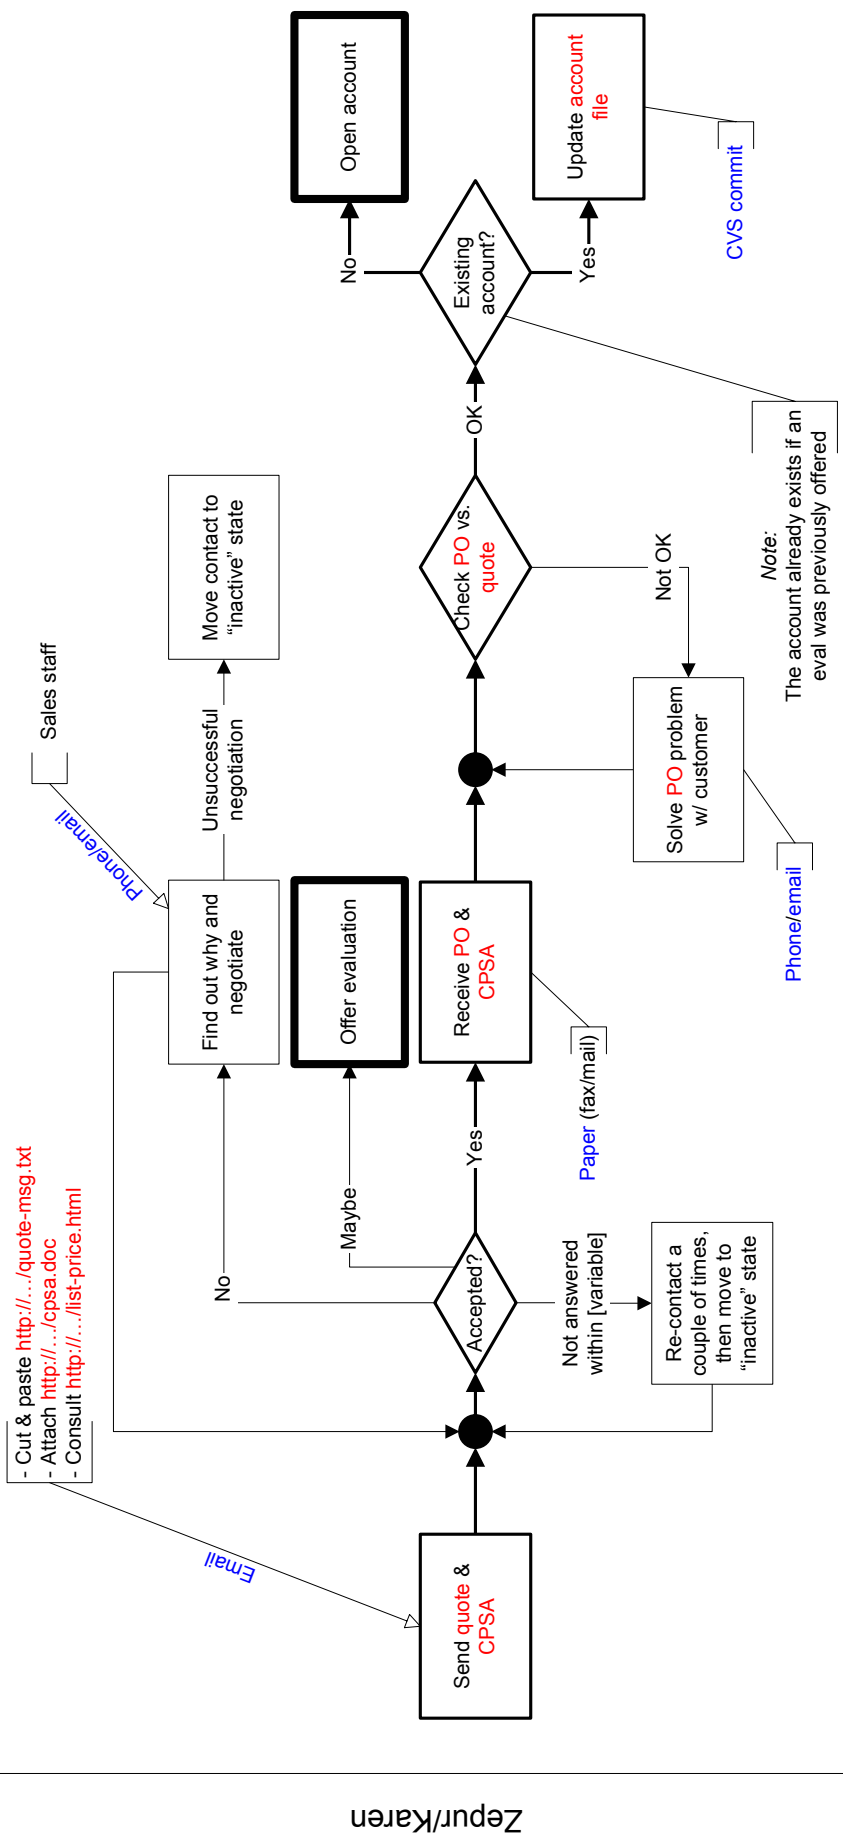 Zepur/Karen
- Cut & paste http://.../quote-msg.txt
- Attach http://.../cpsa.doc
- Consult http://.../list-price.html
Email
Send quote &
CPSA
Accepted?
No
Maybe
Yes
Not answered
within [variable]
Re-contact a
couple of times,
then move to
“inactive” state
Find out why and
negotiate
Phone/email
Sales staff
Unsuccessful
negotiation
Move contact to
“inactive” state
Offer evaluation
Receive PO &
CPSA
Paper (fax/mail)
Check PO vs.
quote
OK
Not OK
Solve PO problem
w/ customer
Phone/email
Existing
account?
No
Yes
Open account
Update account
file
CVS commit
Note:
The account already exists if an
eval was previously offered